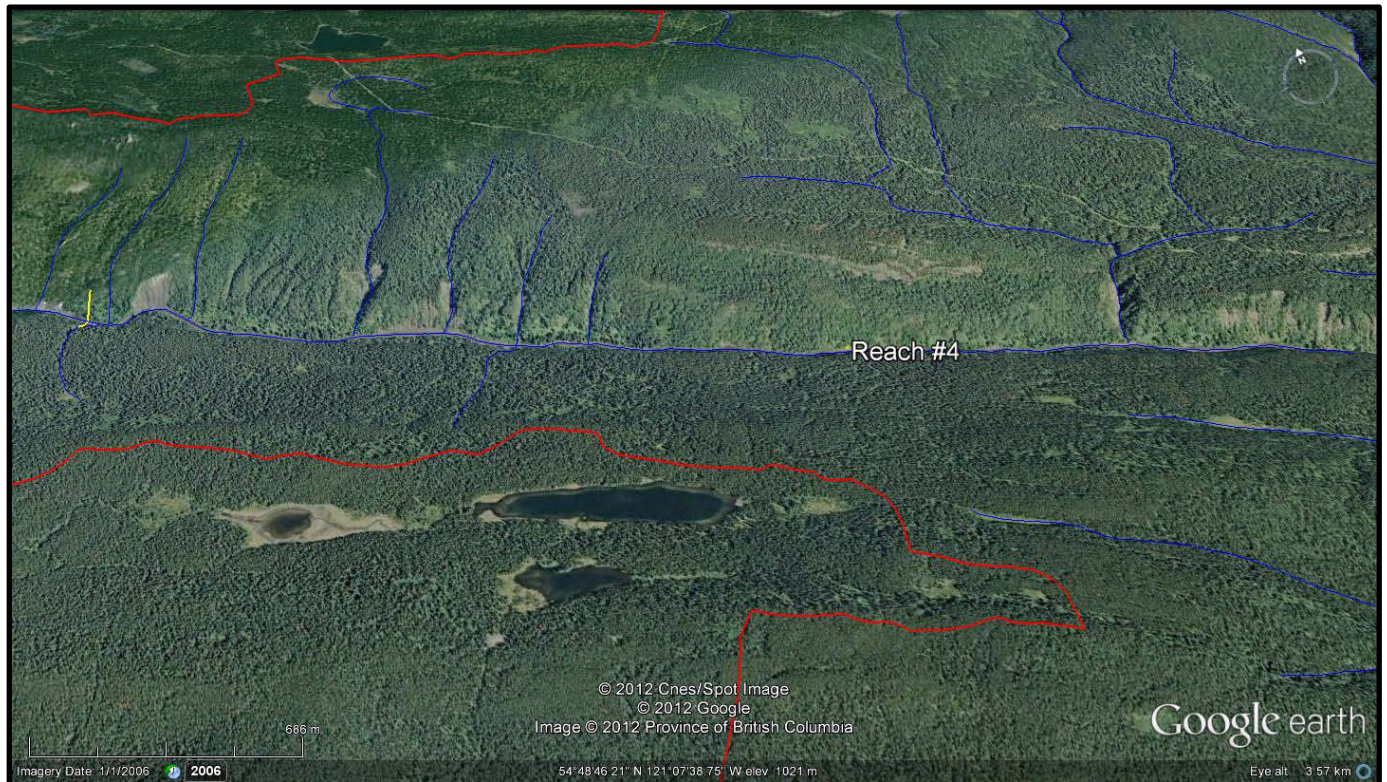 N
Reach #4
© 2012 Cnes/Spot Image
© 2012 Google
Image © 2012 Province of British Columbia
Google earth
686 m
Imagery Date: 1/1/2006 2006 54°48'46.21" N 121°07'38.75" W elev 1021 m Eye alt 3.57 km